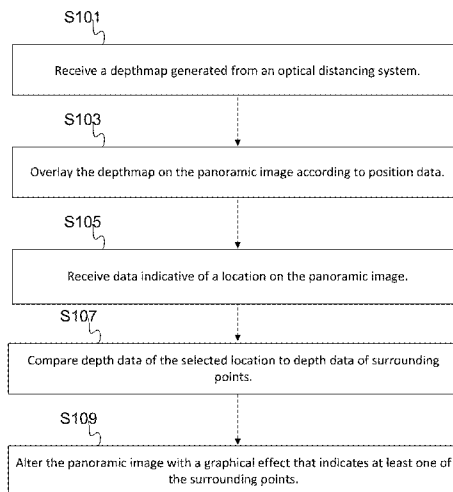 S101
Receive a depthmap generated from an optical distancing system.
S103
Overlay the depthmap on the panoramic image according to position data.
S105
Receive data indicative of a location on the panoramic image.
S107
Compare depth data of the selected location to depth data of surrounding
points.
S109
Alter the panoramic image with a graphical effect that indicates at least one of
the surrounding points.